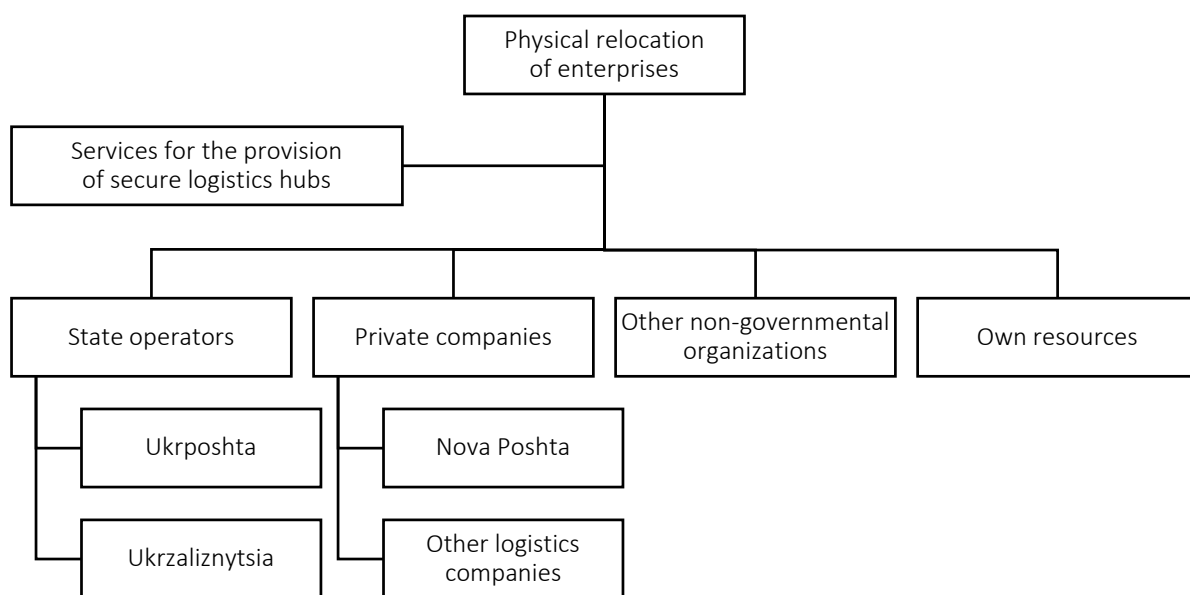 Physical relocation
of enterprises
Services for the provision
of secure logistics hubs
State operators
Private companies
Other non-governmental
organizations
Own resources
Ukrposhta
Nova Poshta
Ukrzaliznytsia
Other logistics
companies